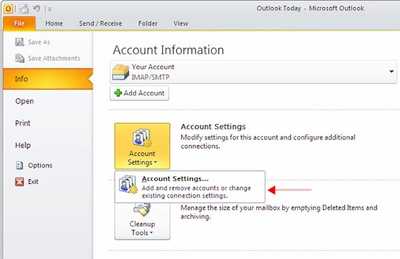 Outlook Today - Microsoft Outlook
File Home Send / Receive Folder View
Save As
Save Attachments
Info
Open
Print
Help
Options
Exit
Account Information
Your Account
IMAP/SMTP
Add Account
Account Settings
Account Settings
Modify settings for this account and configure additional
connections.
Account Settings...
Add and remove accounts or change
existing connection settings.
Cleanup Tools
Manage the size of your mailbox by emptying Deleted Items and
archiving.